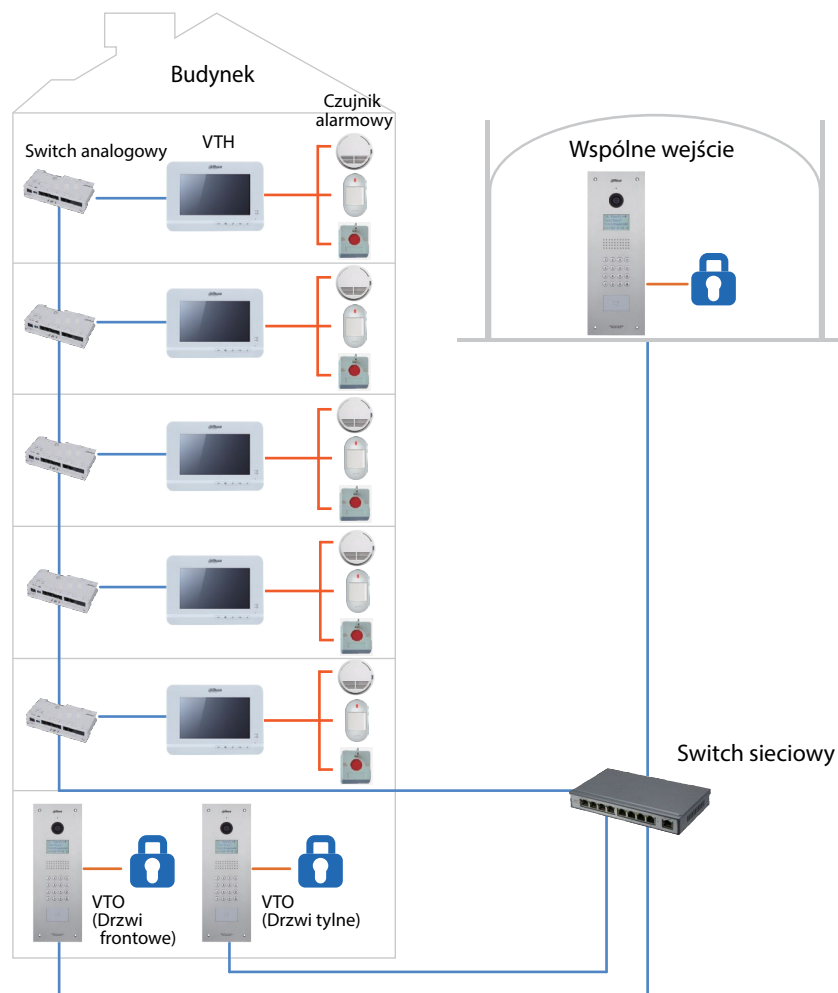 Budynek
Czujnik
alarmowy
Switch analogowy
VTH
Wspólne wejście
Switch sieciowy
VTO
(Drzwi
frontowe)
VTO
(Drzwi tylne)